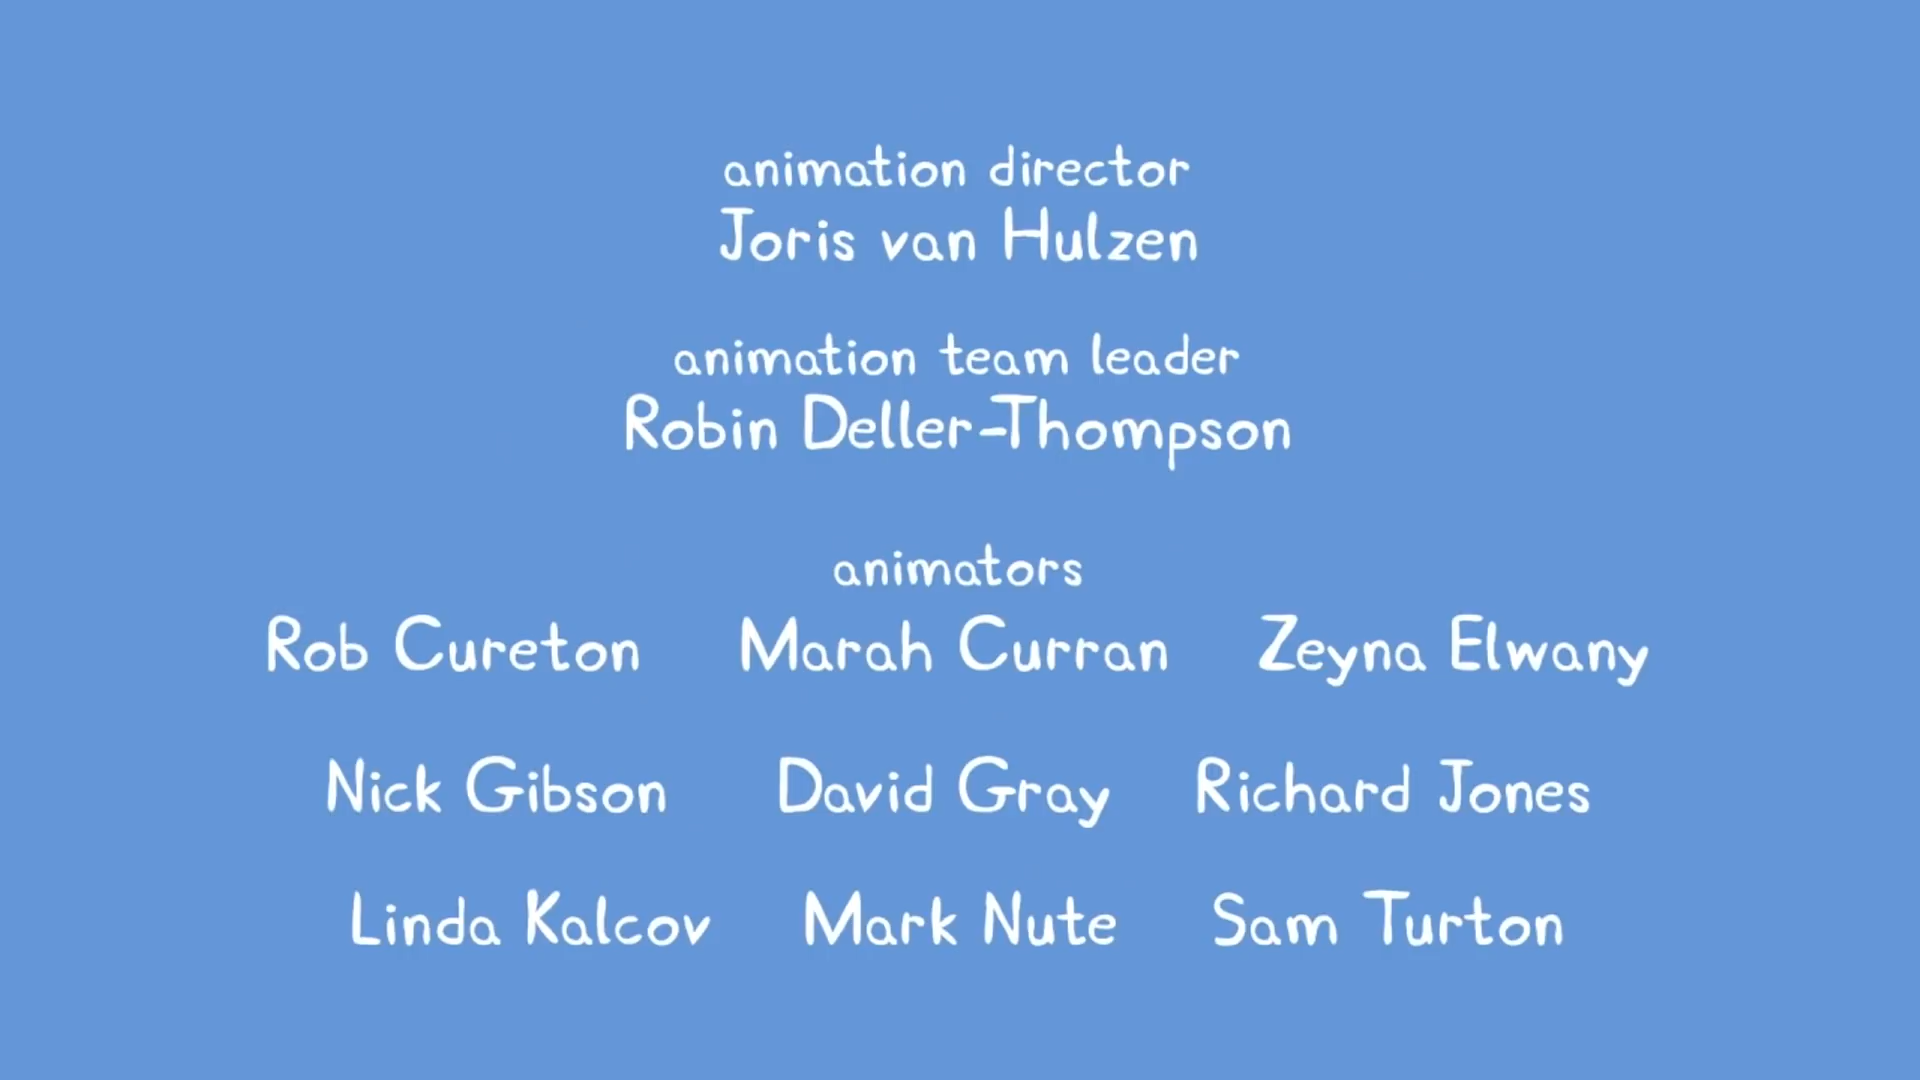 animation director
Joris van Hulzen
animation team leader
Robin Deller-Thompson
animators
Rob Cureton Marah Curran Zeyna Elwany
Nick Gibson David Gray Richard Jones
Linda Kalcov Mark Nute Sam Turton